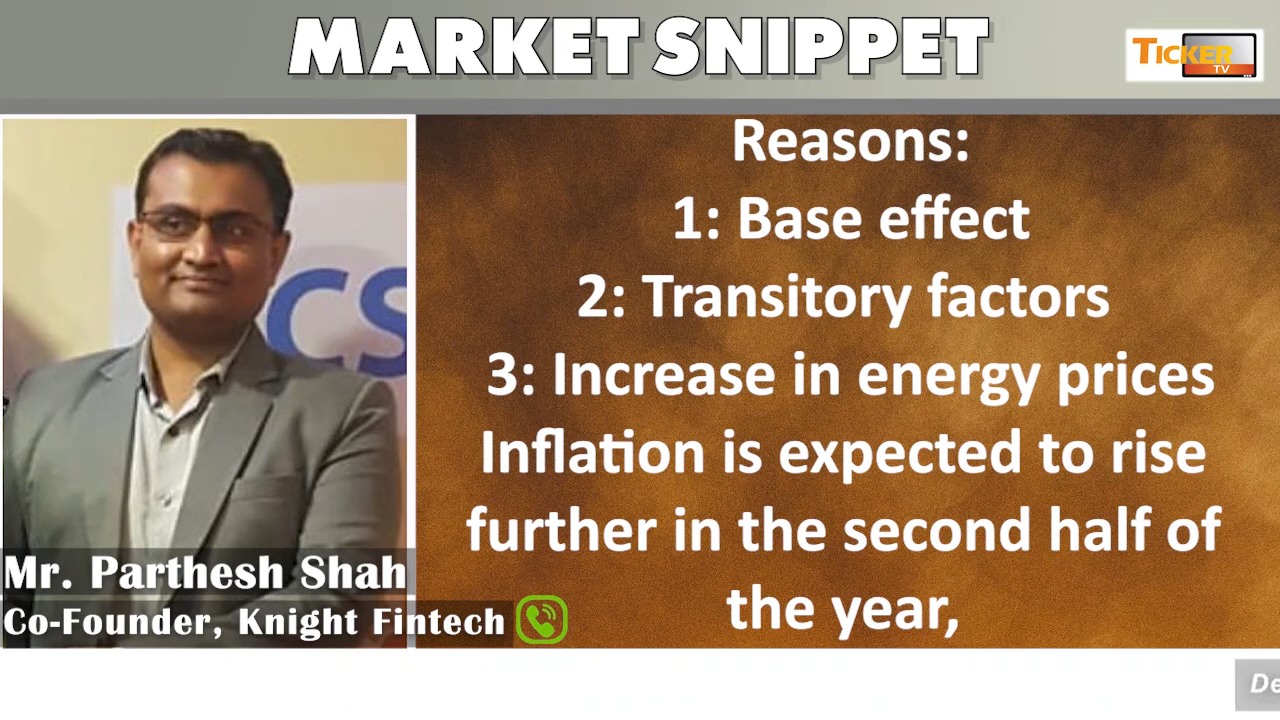 MARKET SNIPPET
TICKER
TV
CS
Reasons:
1: Base effect
2: Transitory factors
3: Increase in energy prices
Inflation is expected to rise
further in the second half of
the year,
Mr. Parthesh Shah
Co-Founder, Knight Fintech